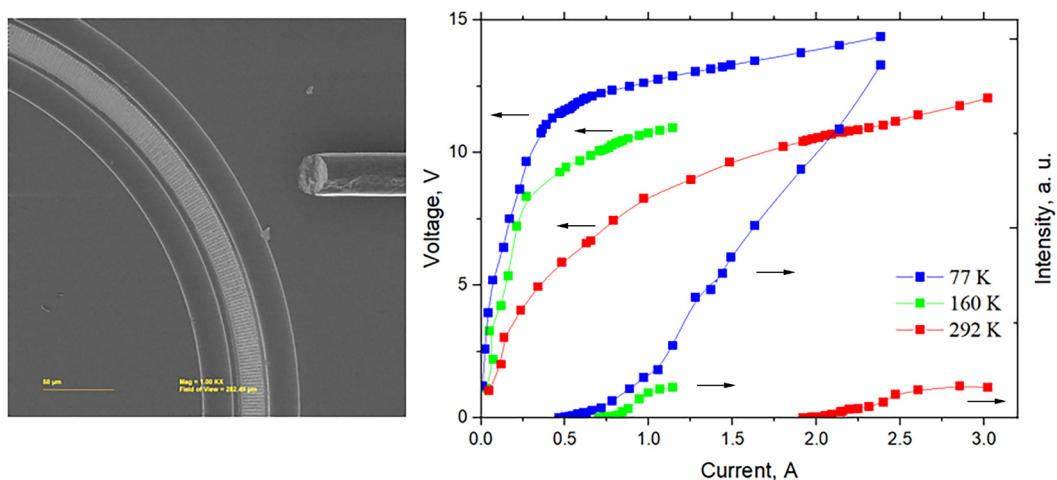 50 µm
Mag = 1.00 KX
Field of View = 282.49 µm
15
10
5
0
Voltage, V
Intensity, a. u.
77 K
160 K
292 K
0.0 0.5 1.0 1.5 2.0 2.5 3.0
Current, A